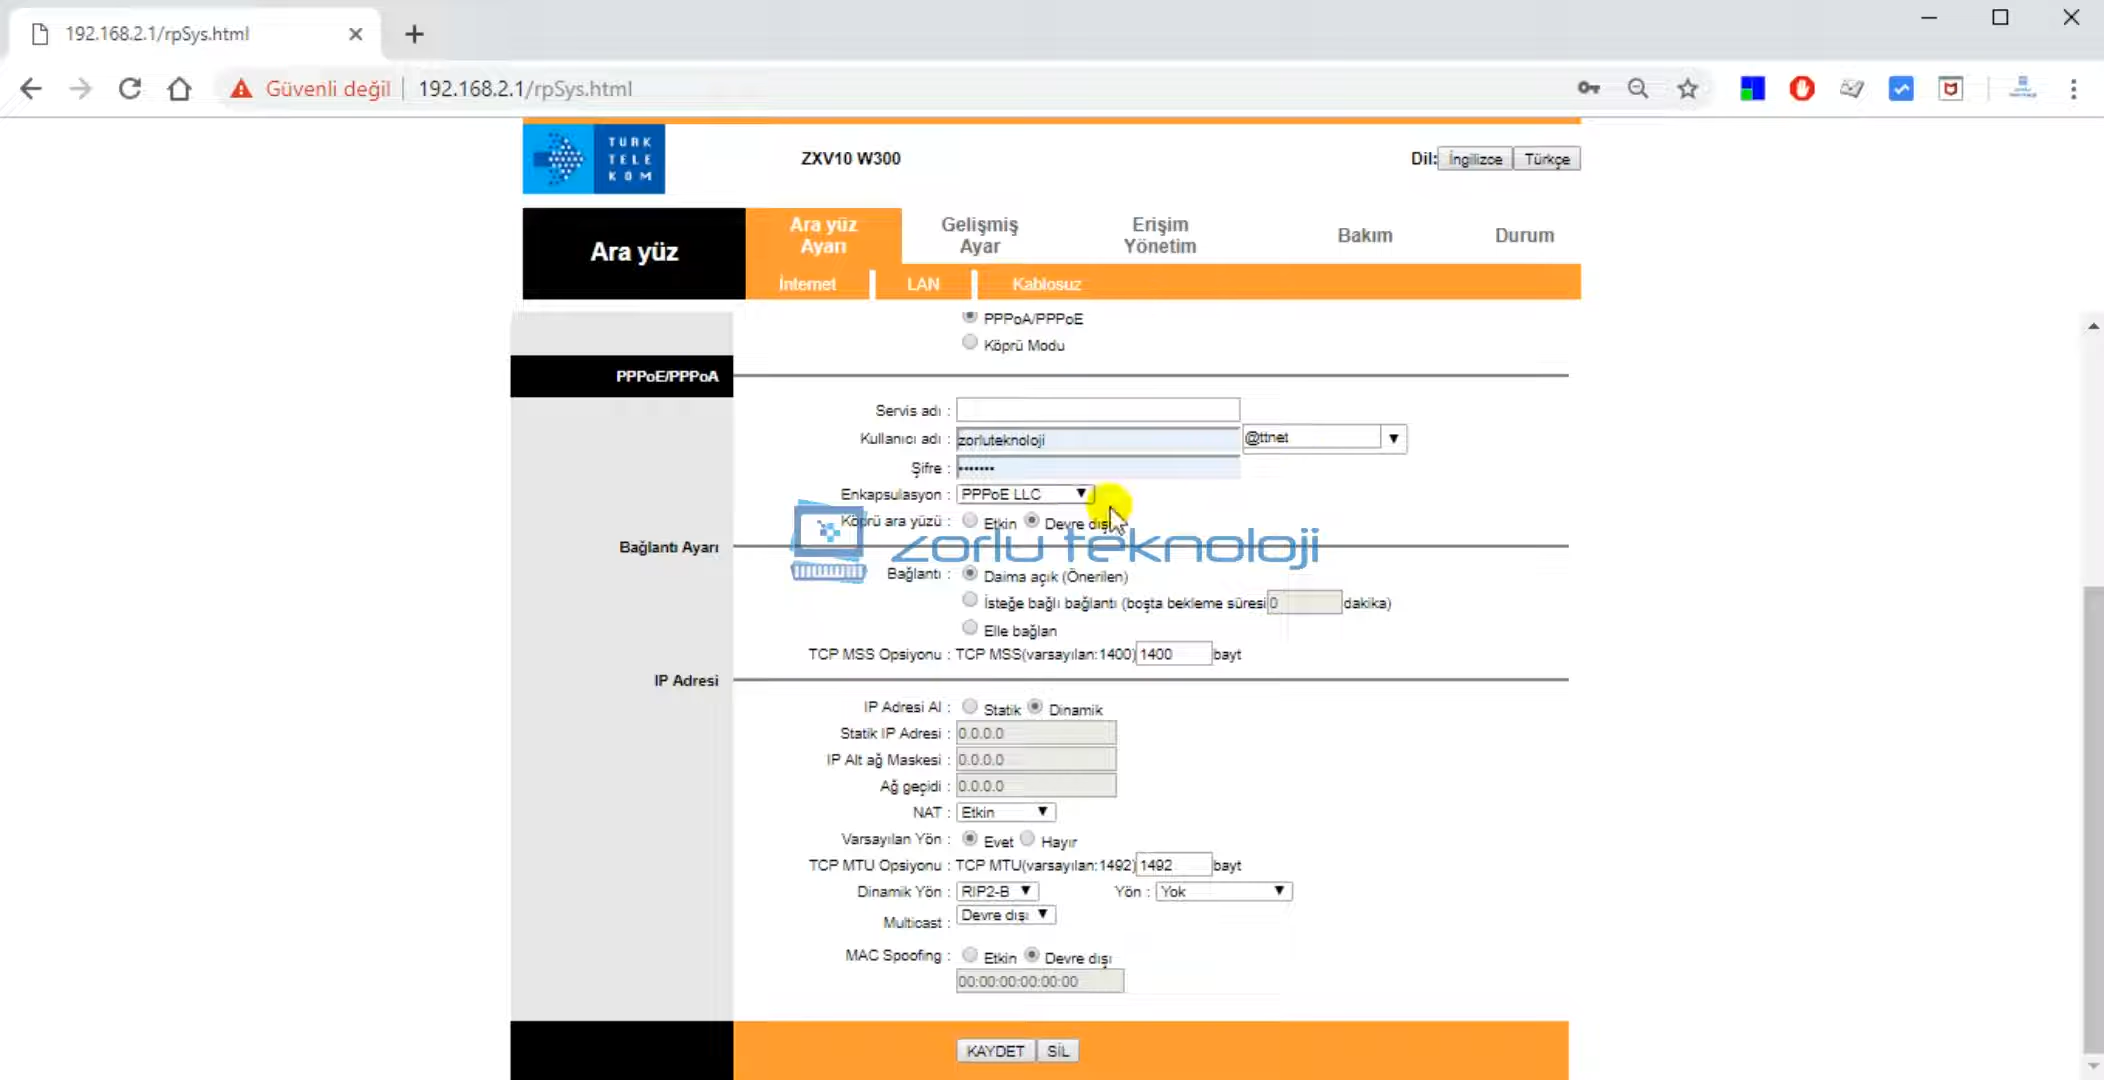 192.168.2.1/rpSys.html
Güvenli değil 192.168.2.1/rpSys.html
TURK
TELE
KOM
ZXV10 W300
Dil: İngilizce Türkçe
Ara yüz
Ara yüz Ayarı
Gelişmiş Ayar
Erişim Yönetim
Bakım
Durum
İnternet
LAN
Kablosuz
PPPoA/PPPoE
Köprü Modu
PPPoE/PPPoA
Servis adı :
Kullanıcı adı : zorluteknoloji @ttnet
Şifre : •••••••
Enkapsulasyon : PPPoE LLC
Köprü ara yüzü : Etkin Devre dışı
zorlu teknoloji
Bağlantı Ayarı
Bağlantı : Daima açık (Önerilen)
İsteğe bağlı bağlantı (boşta bekleme süresi 0 dakika)
Elle bağlan
TCP MSS Opsiyonu : TCP MSS(varsayılan:1400) 1400 bayt
IP Adresi
IP Adresi Al : Statik Dinamik
Statik IP Adresi : 0.0.0.0
IP Alt ağ Maskesi : 0.0.0.0
Ağ geçidi : 0.0.0.0
NAT : Etkin
Varsayılan Yön : Evet Hayır
TCP MTU Opsiyonu : TCP MTU(varsayılan:1492) 1492 bayt
Dinamik Yön : RIP2-B Yön : Yok
Multicast : Devre dışı
MAC Spoofing : Etkin Devre dışı
00:00:00:00:00:00
KAYDET SİL